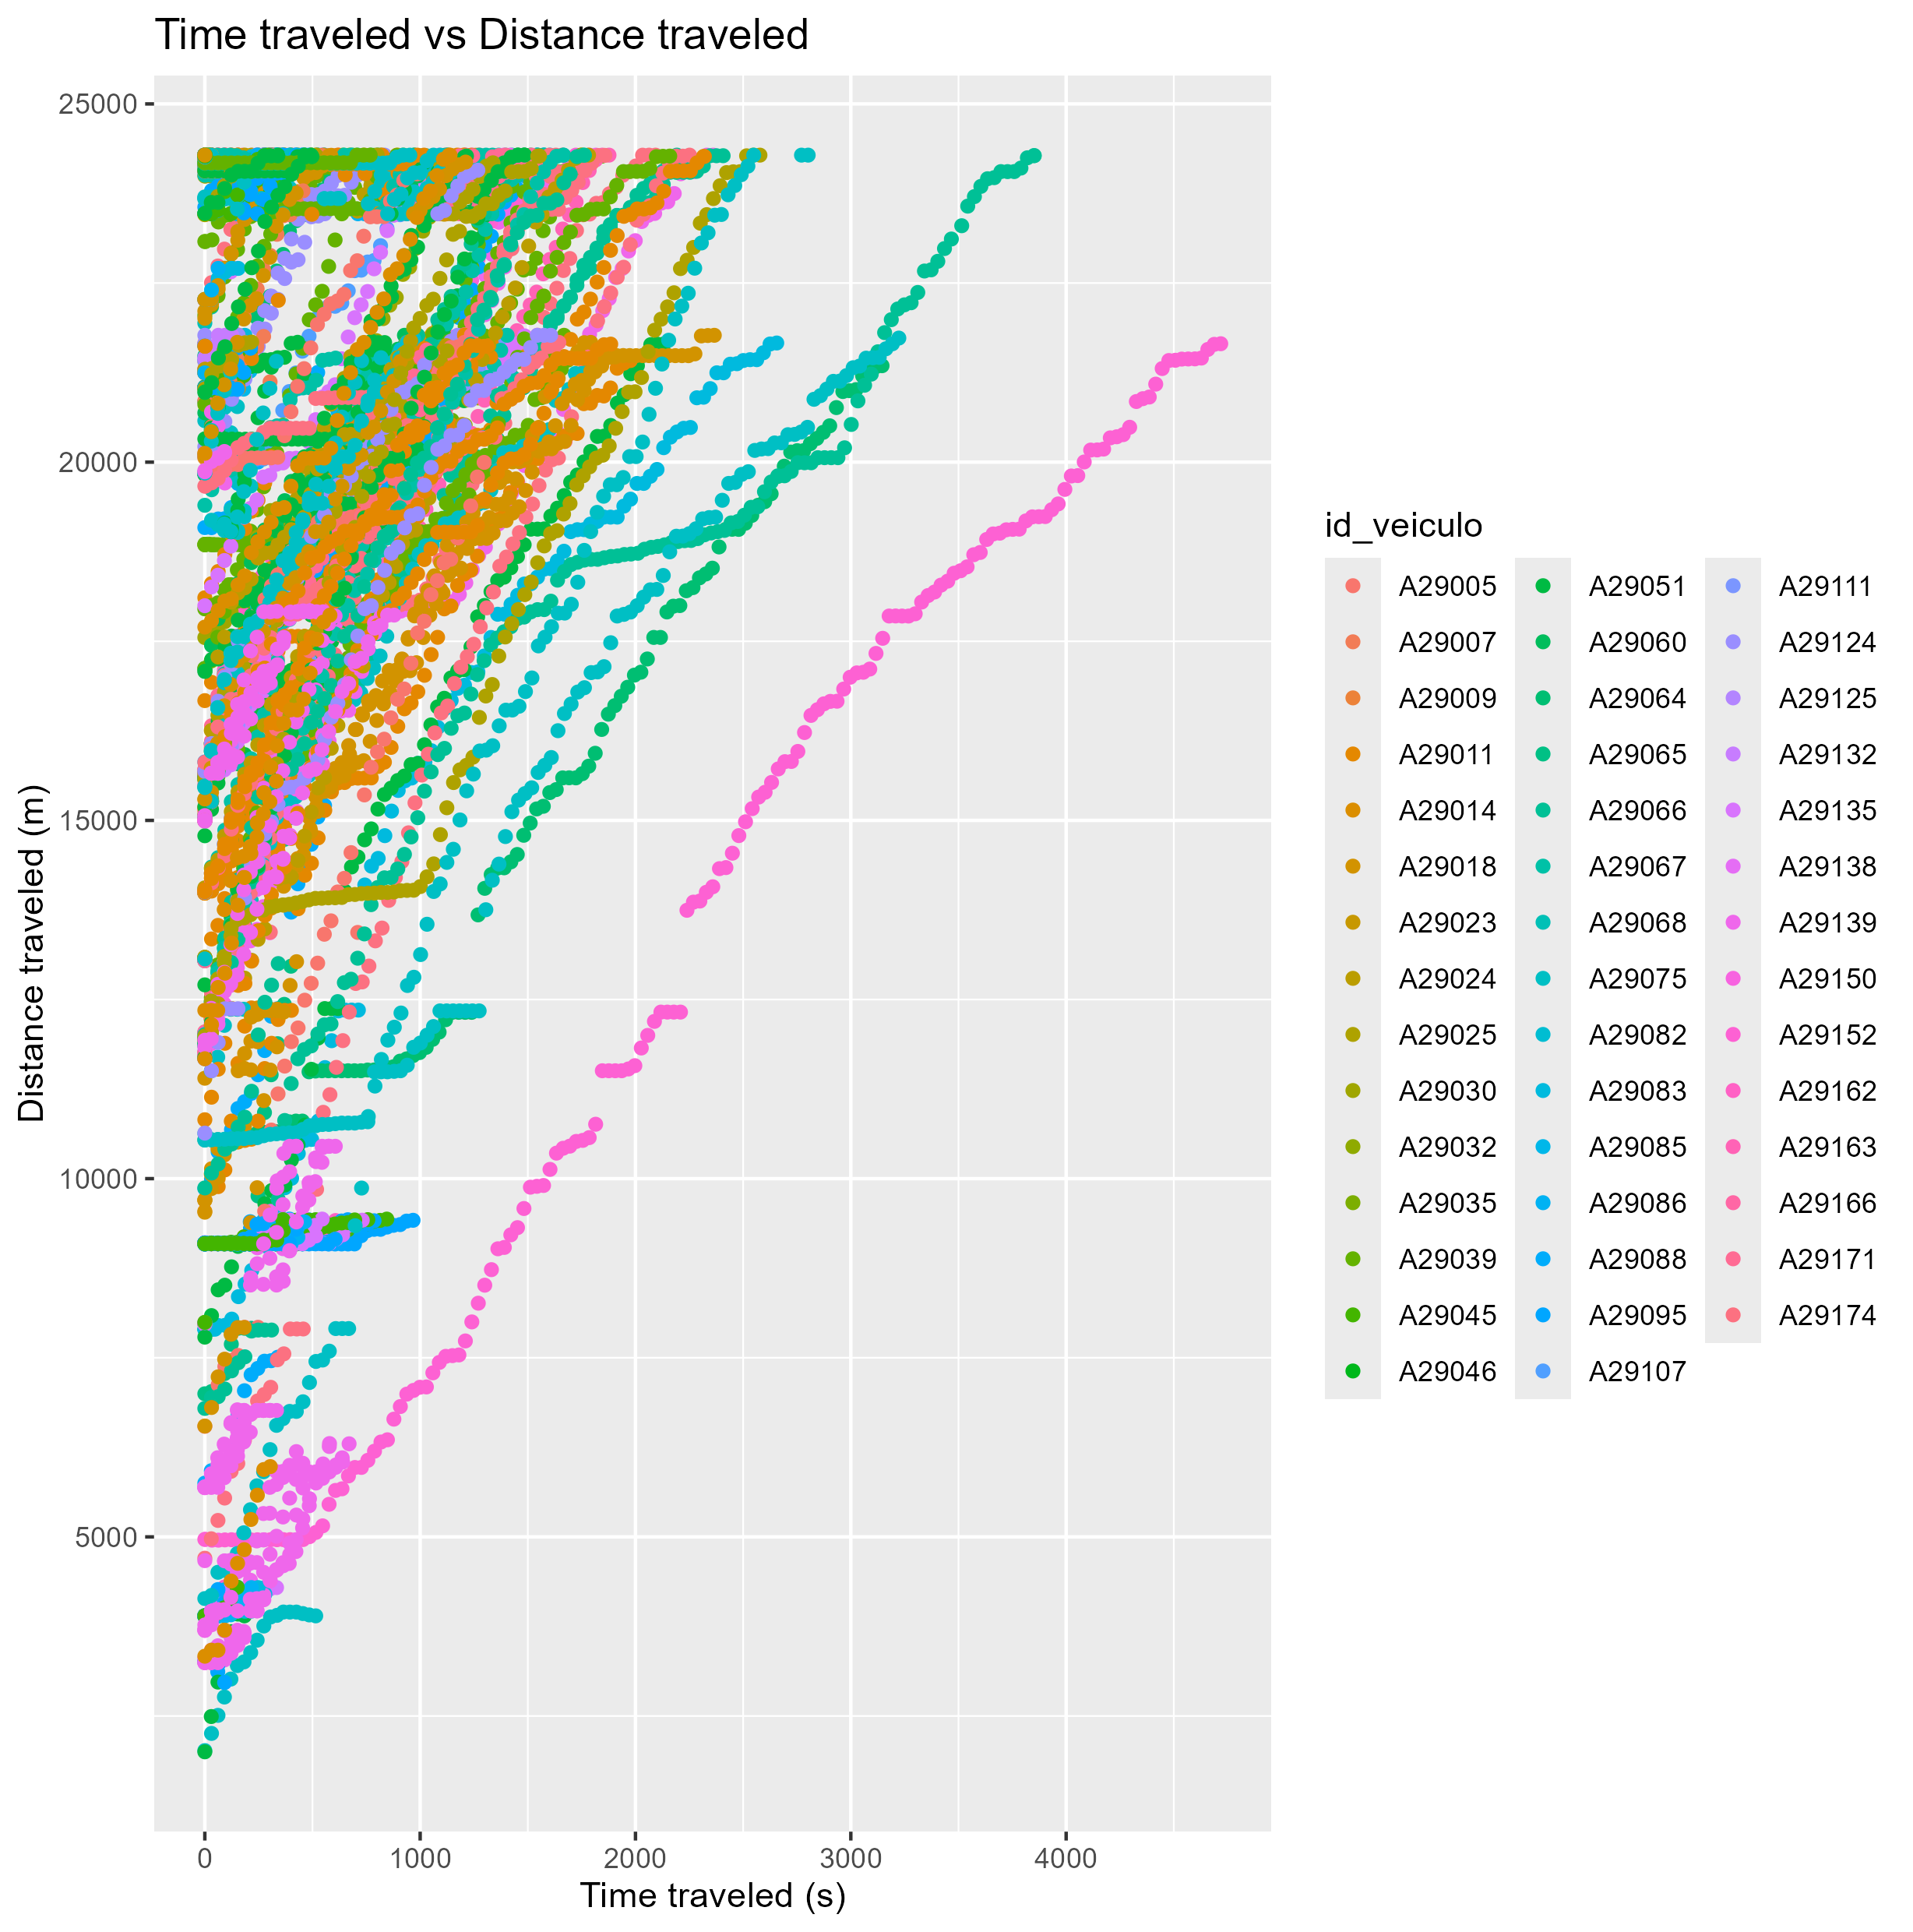 Time traveled vs Distance traveled
25000
20000
15000
10000
5000
Distance traveled (m)
0 1000 2000 3000 4000
Time traveled (s)
id_veiculo
A29005 A29051 A29111
A29007 A29060 A29124
A29009 A29064 A29125
A29011 A29065 A29132
A29014 A29066 A29135
A29018 A29067 A29138
A29023 A29068 A29139
A29024 A29075 A29150
A29025 A29082 A29152
A29030 A29083 A29162
A29032 A29085 A29163
A29035 A29086 A29166
A29039 A29088 A29171
A29045 A29095 A29174
A29046 A29107